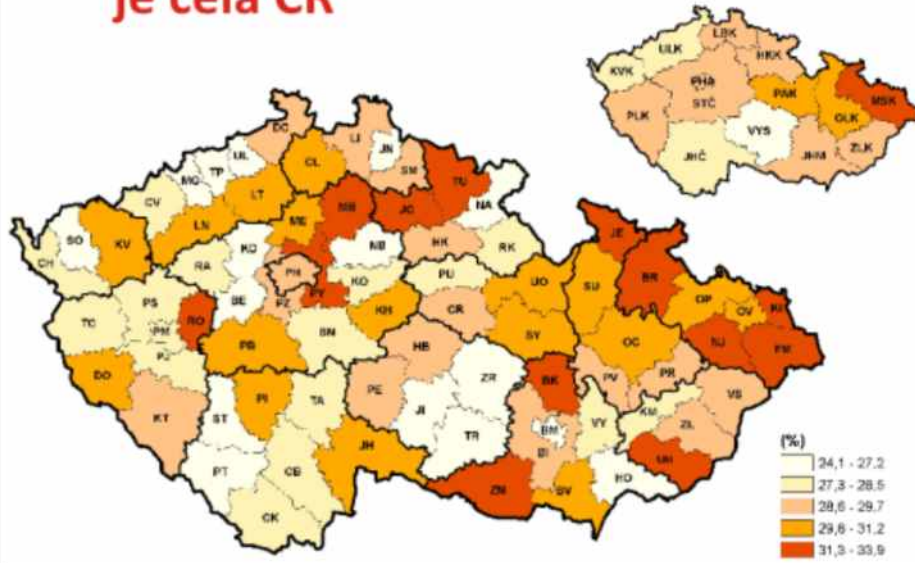 je celá ČR
LBK
ULK
HKK
KVK
PHA
PAK
MSK
STČ
PLK
OLK
VYS
ZLK
JHČ
JHM
DC
LI
JN
UL
CL
TP
SM
MO
TU
LT
CV
MB
JC
NA
ME
SO
LN
KV
KD
NB
HK
JE
RA
RK
CH
PH
BR
KO
PU
PY
BE
UO
PS
PZ
SU
OP
RO
KH
CR
OV
KI
TC
PM
BN
SY
NJ
FM
PB
OC
PJ
HB
DO
ZR
BK
PR
PV
PE
VS
PI
TA
KT
ST
JI
KM
VY
BM
ZL
TR
JH
BI
UH
CB
PT
HO
ZN
BV
CK
(%)
24,1 - 27,2
27,3 - 28,5
28,6 - 29,7
29,8 - 31,2
31,3 - 33,9